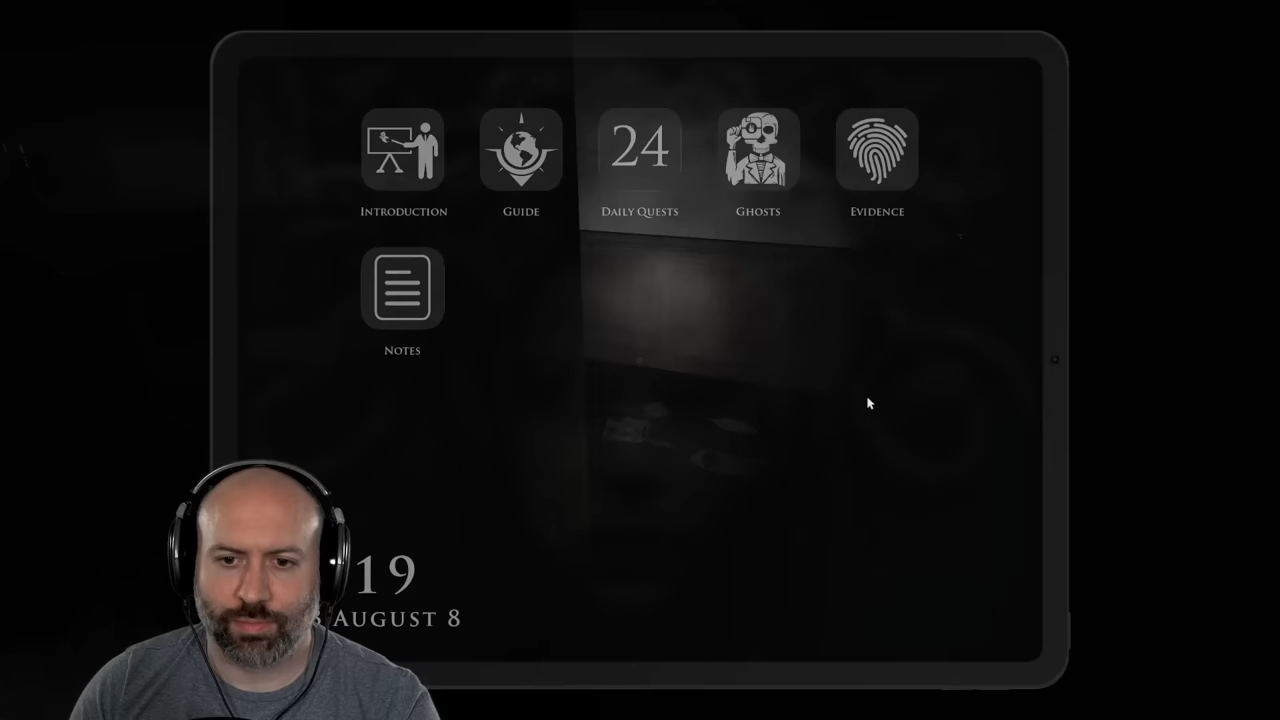 24
INTRODUCTION
GUIDE
DAILY QUESTS
GHOSTS
EVIDENCE
NOTES
19
AUGUST 8